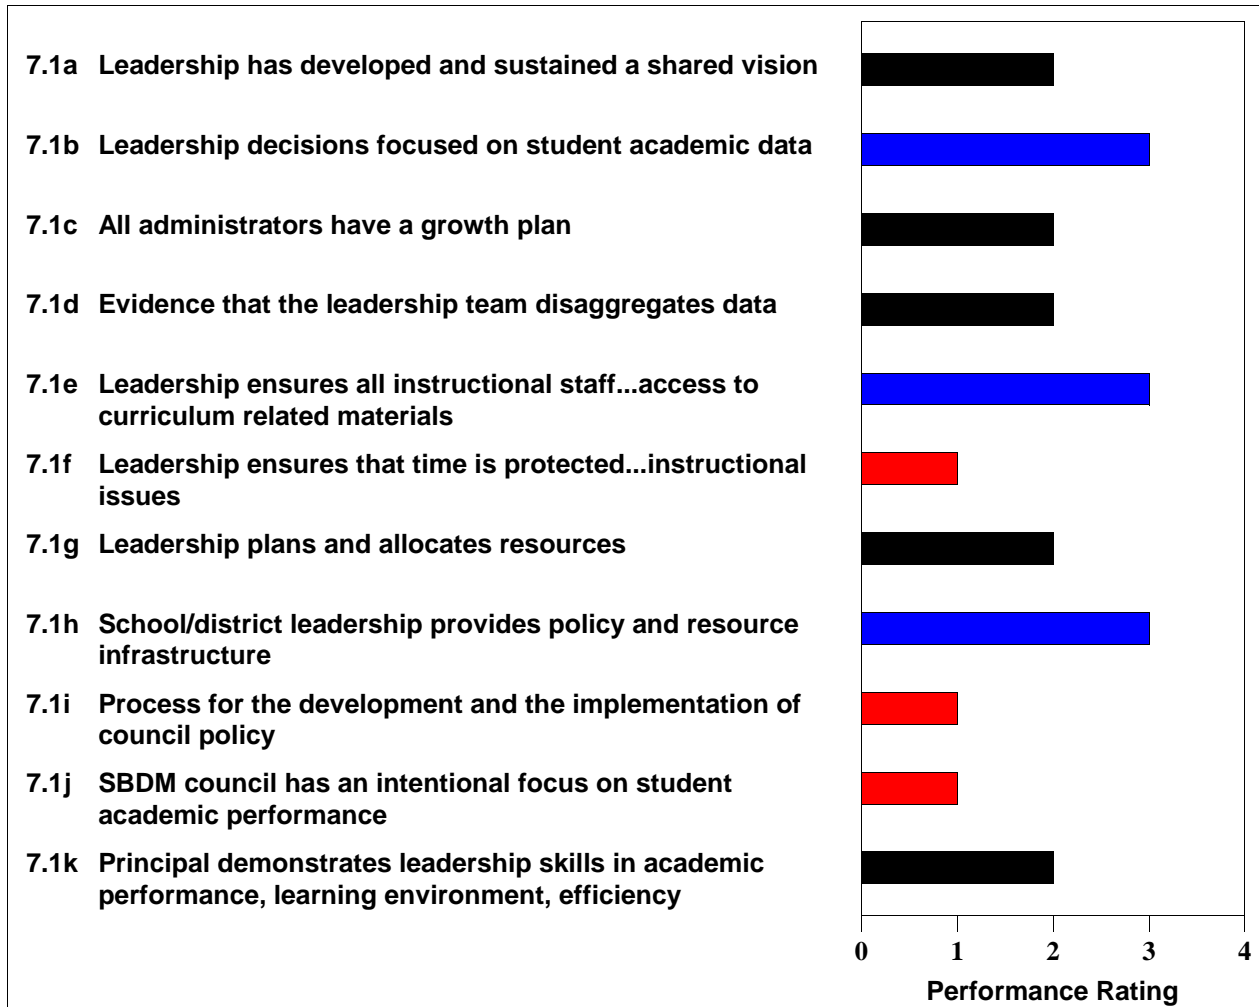 7.1a Leadership has developed and sustained a shared vision
7.1b Leadership decisions focused on student academic data
7.1c All administrators have a growth plan
7.1d Evidence that the leadership team disaggregates data
7.1e Leadership ensures all instructional staff...access to
curriculum related materials
7.1f Leadership ensures that time is protected...instructional
issues
7.1g Leadership plans and allocates resources
7.1h School/district leadership provides policy and resource
infrastructure
7.1i Process for the development and the implementation of
council policy
7.1j SBDM council has an intentional focus on student
academic performance
7.1k Principal demonstrates leadership skills in academic
performance, learning environment, efficiency
0 1 2 3 4
Performance Rating